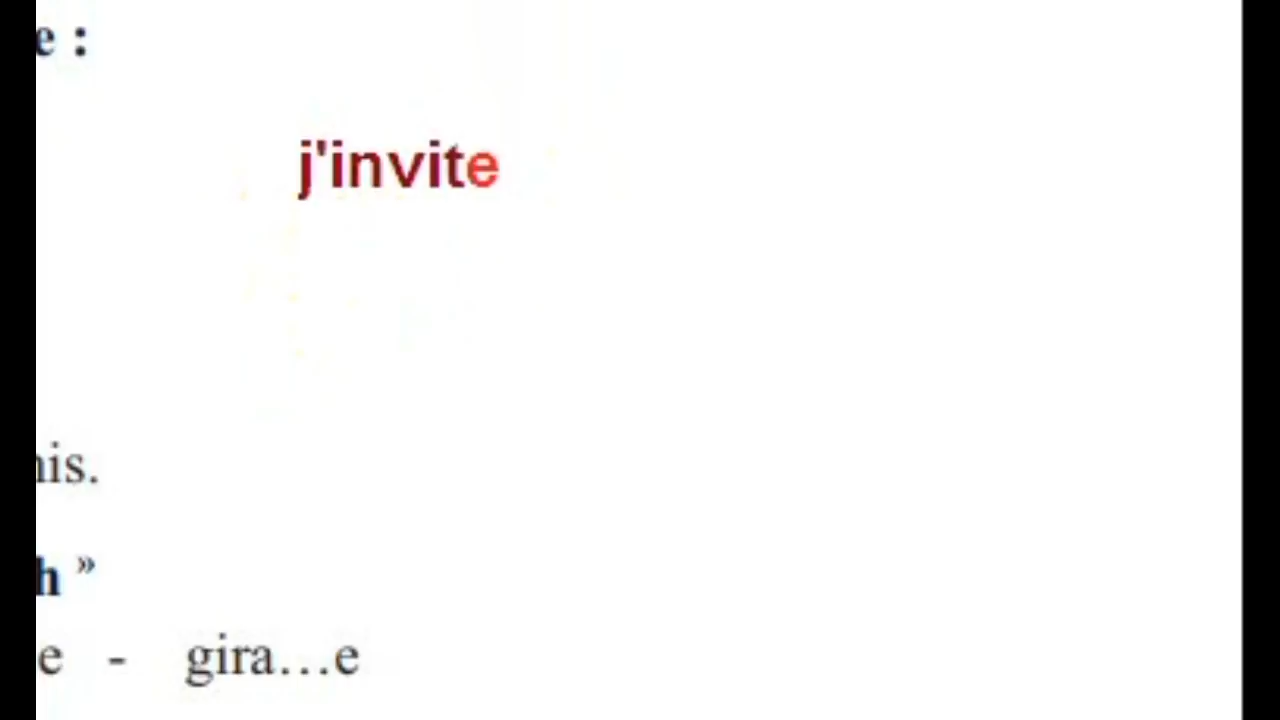 e :
j'invite
is.
h »
e - gira...e